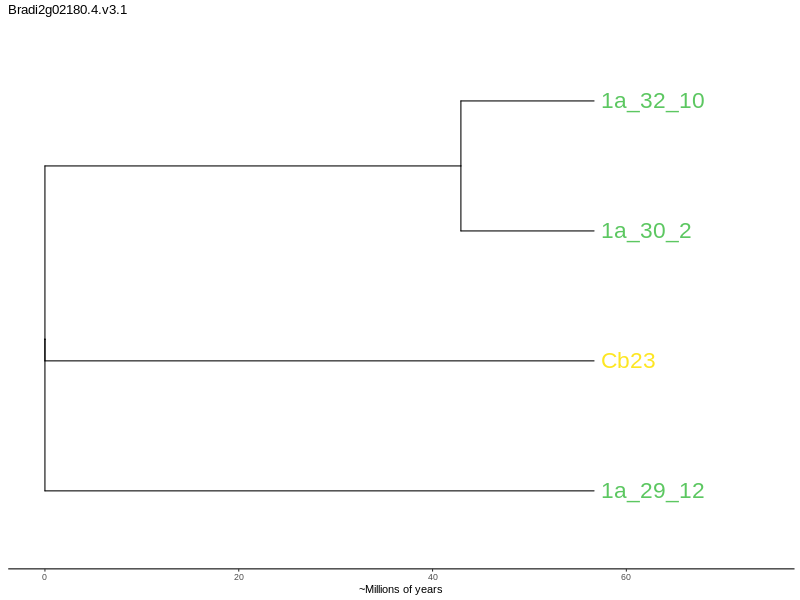 Bradi2g02180.4.v3.1
1a_32_10
1a_30_2
Cb23
1a_29_12
0 20 40 60
~Millions of years